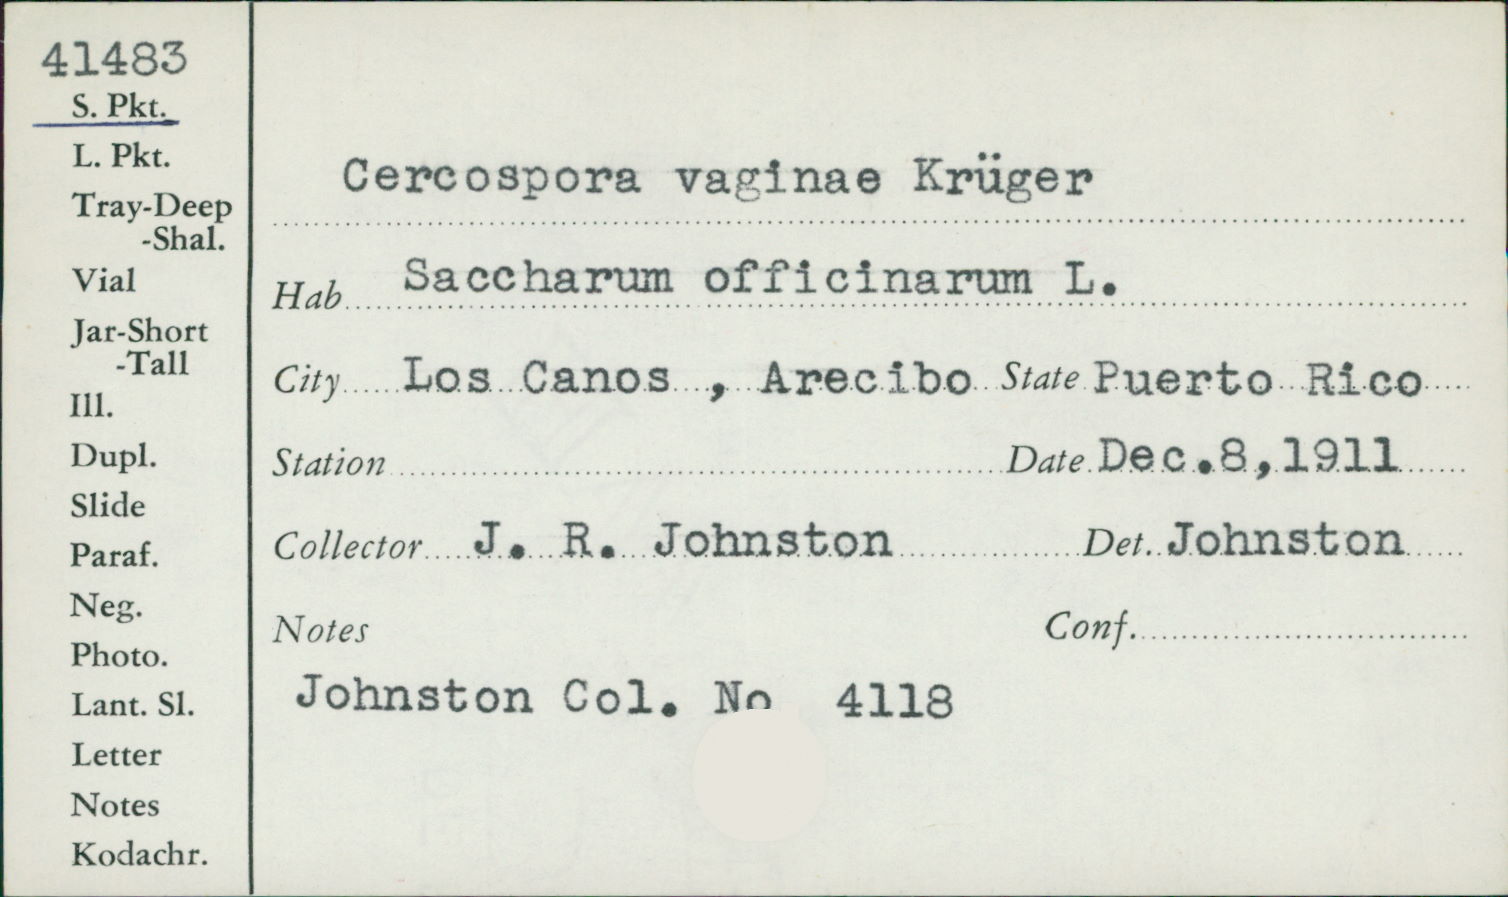 41483
S. Pkt.
L. Pkt.
Tray-Deep
-Shal.
Vial
Jar-Short
-Tall
Ill.
Dupl.
Slide
Paraf.
Neg.
Photo.
Lant. Sl.
Letter
Notes
Kodachr.
Cercospora vaginae Krüger
Hab Saccharum officinarum L.
City Los Canos , Arecibo State Puerto Rico
Station Date Dec.8,1911
Collector J. R. Johnston Det. Johnston
Notes Conf.
Johnston Col. No 4118